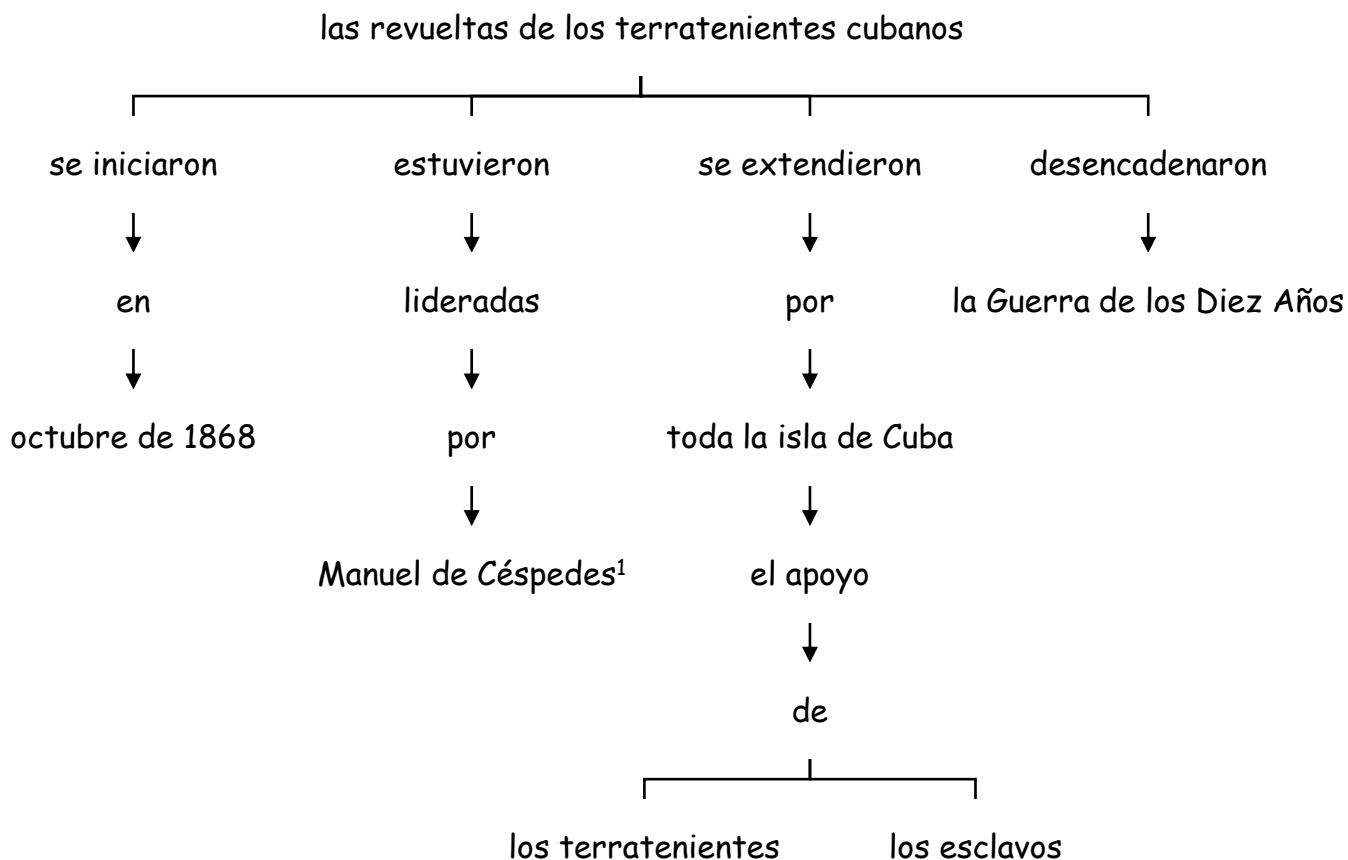 las revueltas de los terratenientes cubanos
se iniciaron estuvieron se extendieron desencadenaron
en lideradas por la Guerra de los Diez Años
octubre de 1868 por toda la isla de Cuba
Manuel de Céspedes¹ el apoyo
de
los terratenientes los esclavos